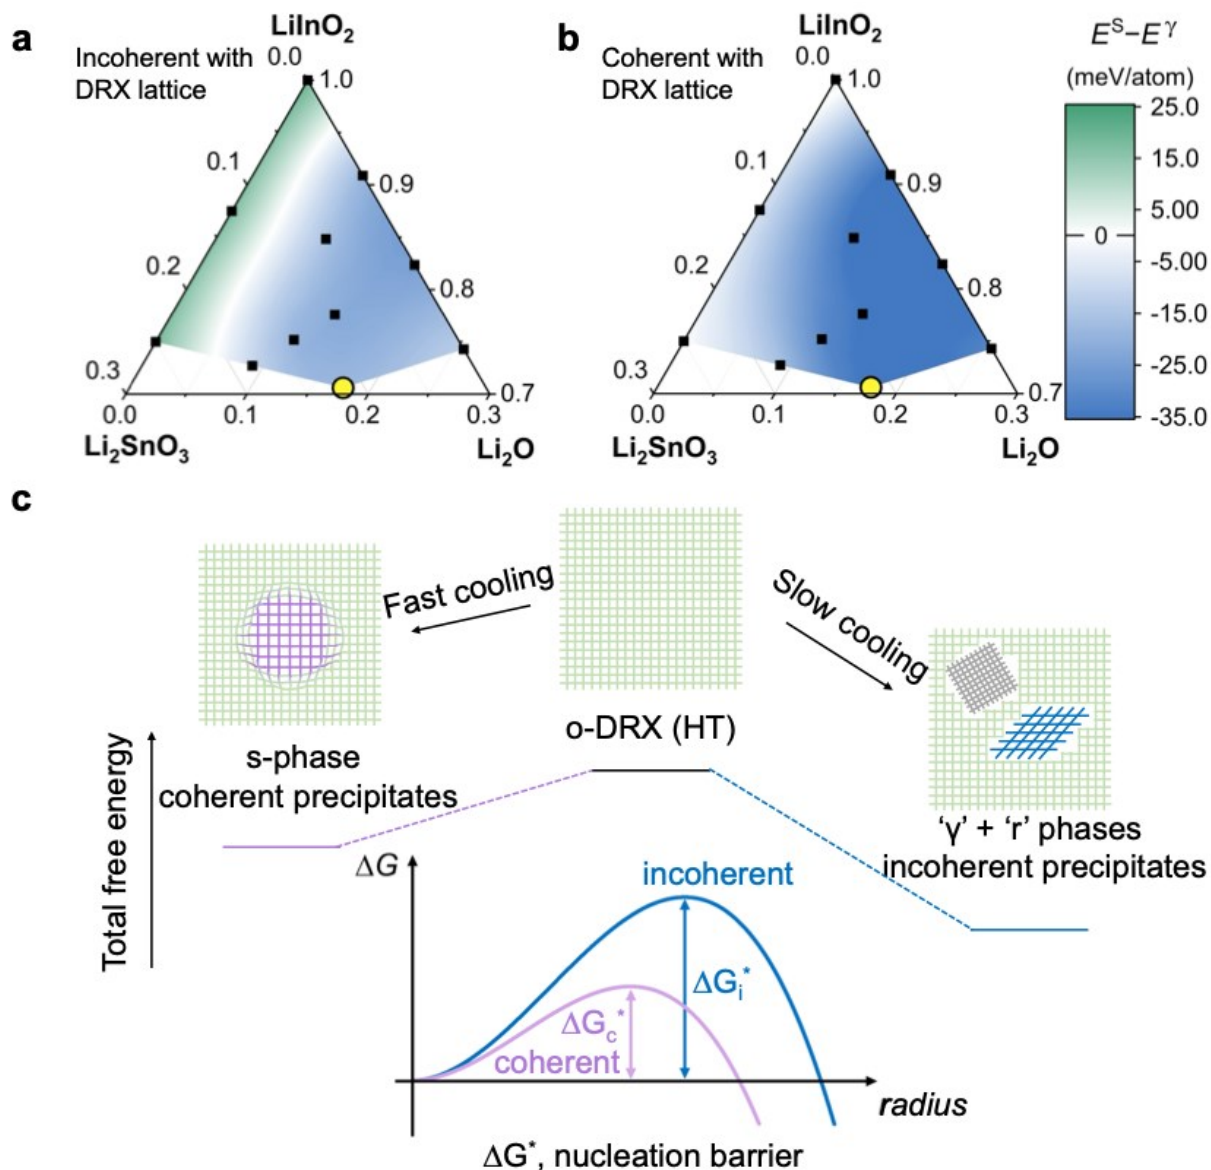 a
Incoherent with
DRX lattice
LiInO₂
0.0
1.0
0.1
0.9
0.2
0.8
0.3
0.7
0.0
0.1
0.2
0.3
Li₂SnO₃
Li₂O
b
Coherent with
DRX lattice
LiInO₂
0.0
1.0
0.1
0.9
0.2
0.8
0.3
0.7
0.0
0.1
0.2
0.3
Li₂SnO₃
Li₂O
Eˢ−Eᵞ
(meV/atom)
25.0
15.0
5.00
0
-5.00
-15.0
-25.0
-35.0
c
Fast cooling
Slow cooling
o-DRX (HT)
s-phase
coherent precipitates
'γ' + 'r' phases
incoherent precipitates
Total free energy
ΔG
incoherent
ΔGᵢ*
ΔG_c*
coherent
radius
ΔG*, nucleation barrier